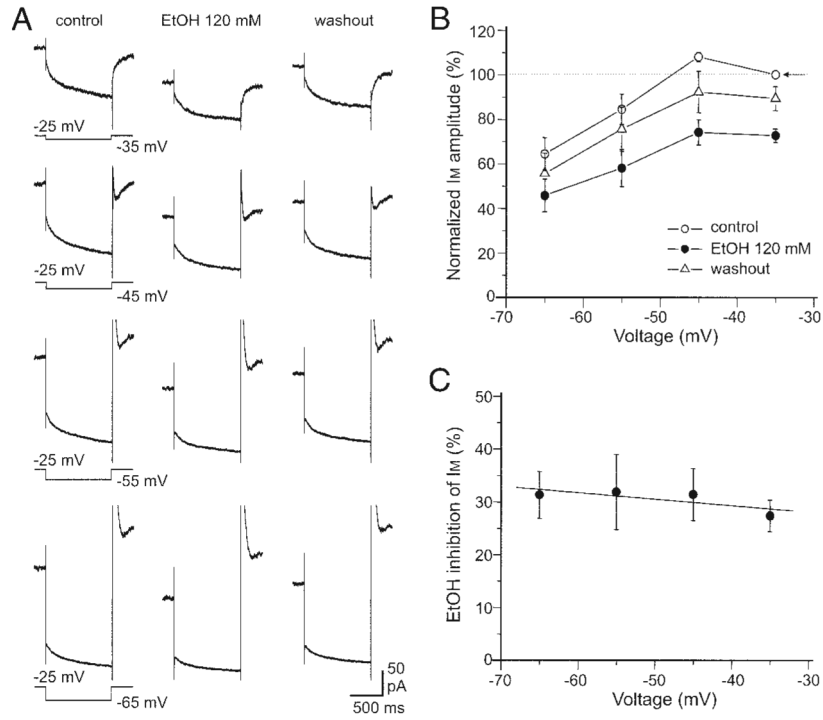 A
control EtOH 120 mM washout
-25 mV
-35 mV
-25 mV
-45 mV
-25 mV
-55 mV
-25 mV
-65 mV
50
pA
500 ms
B
Normalized IM amplitude (%)
120
100
80
60
40
20
0
control
EtOH 120 mM
washout
-70 -60 -50 -40 -30
Voltage (mV)
C
EtOH inhibition of IM (%)
50
40
30
20
10
0
-70 -60 -50 -40 -30
Voltage (mV)